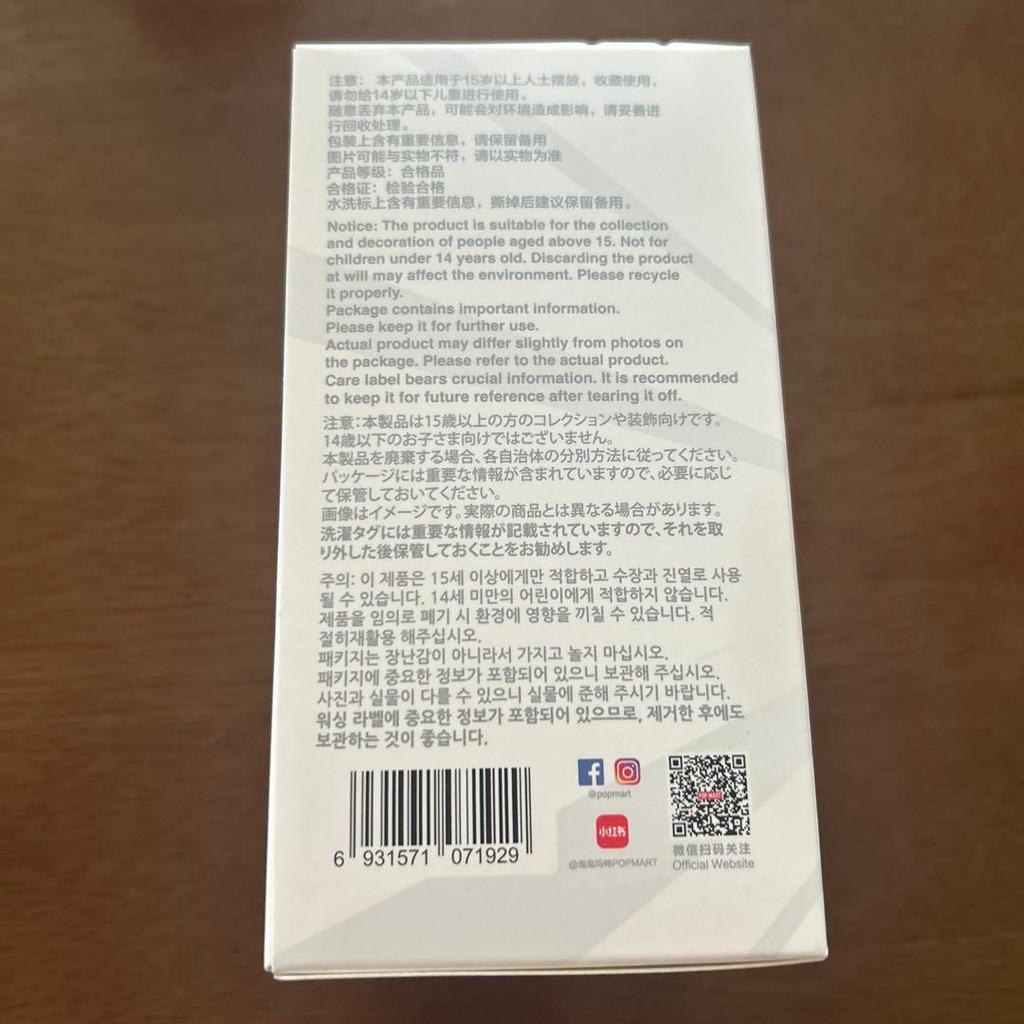 注意： 本产品适用于15岁以上人士摆放，收藏使用，
请勿给14岁以下儿童进行使用。
随意丢弃本产品，可能会对环境造成影响，请妥善进
行回收处理。
包装上含有重要信息，请保留备用
图片可能与实物不符，请以实物为准
产品等级：合格品
合格证：检验合格
水洗标上含有重要信息，撕掉后建议保留备用。
Notice: The product is suitable for the collection
and decoration of people aged above 15. Not for
children under 14 years old. Discarding the product
at will may affect the environment. Please recycle
it properly.
Package contains important information.
Please keep it for further use.
Actual product may differ slightly from photos on
the package. Please refer to the actual product.
Care label bears crucial information. It is recommended
to keep it for future reference after tearing it off.
注意：本製品は15歳以上の方のコレクションや装飾向けです。
14歳以下のお子さま向けではございません。
本製品を廃棄する場合、各自治体の分別方法に従ってください。
パッケージには重要な情報が含まれていますので、必要に応じ
て保管しておいてください。
画像はイメージです。実際の商品とは異なる場合があります。
洗濯タグには重要な情報が記載されていますので、それを取
り外した後保管しておくことをお勧めします。
주의: 이 제품은 15세 이상에게만 적합하고 수장과 진열로 사용
될 수 있습니다. 14세 미만의 어린이에게 적합하지 않습니다.
제품을 임의로 폐기 시 환경에 영향을 끼칠 수 있습니다. 적
절히재활용 해주십시오.
패키지는 장난감이 아니라서 가지고 놀지 마십시오.
패키지에 중요한 정보가 포함되어 있으니 보관해 주십시오.
사진과 실물이 다를 수 있으니 실물에 준해 주시기 바랍니다.
워싱 라벨에 중요한 정보가 포함되어 있으므로, 제거한 후에도
보관하는 것이 좋습니다.
6 931571 071929
@popmart
小红书
@泡泡玛特POPMART
POP MART
微信扫码关注
Official Website